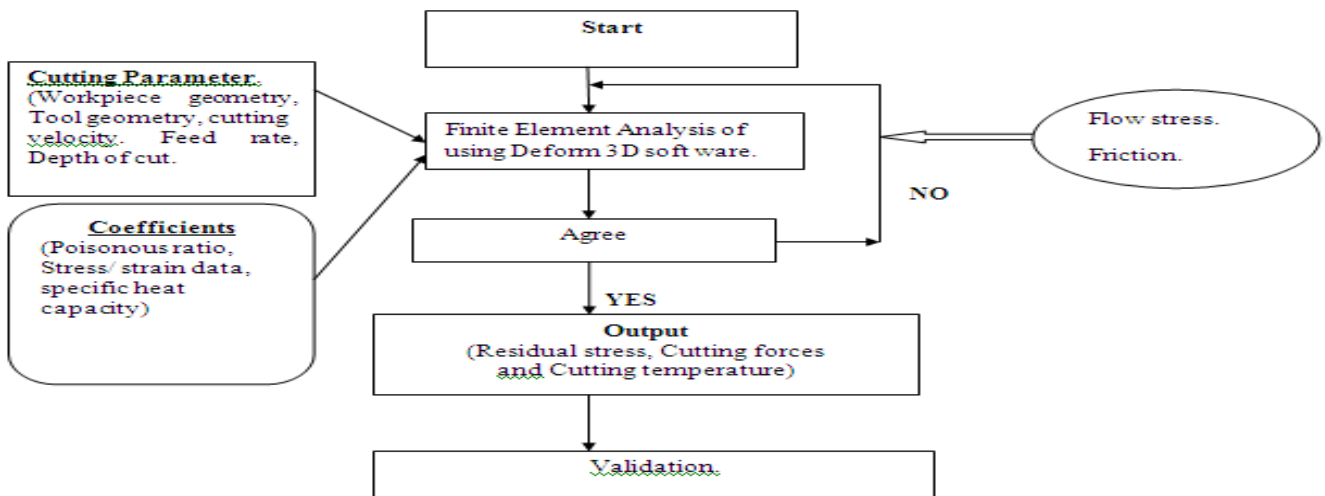 Start
Cutting Parameter.
(Workpiece geometry,
Tool geometry, cutting
velocity. Feed rate,
Depth of cut.
Finite Element Analysis of
using Deform 3D soft ware.
Flow stress.
Friction.
NO
Coefficients
(Poisonous ratio,
Stress/ strain data,
specific heat
capacity)
Agree
YES
Output
(Residual stress, Cutting forces
and Cutting temperature)
Validation.